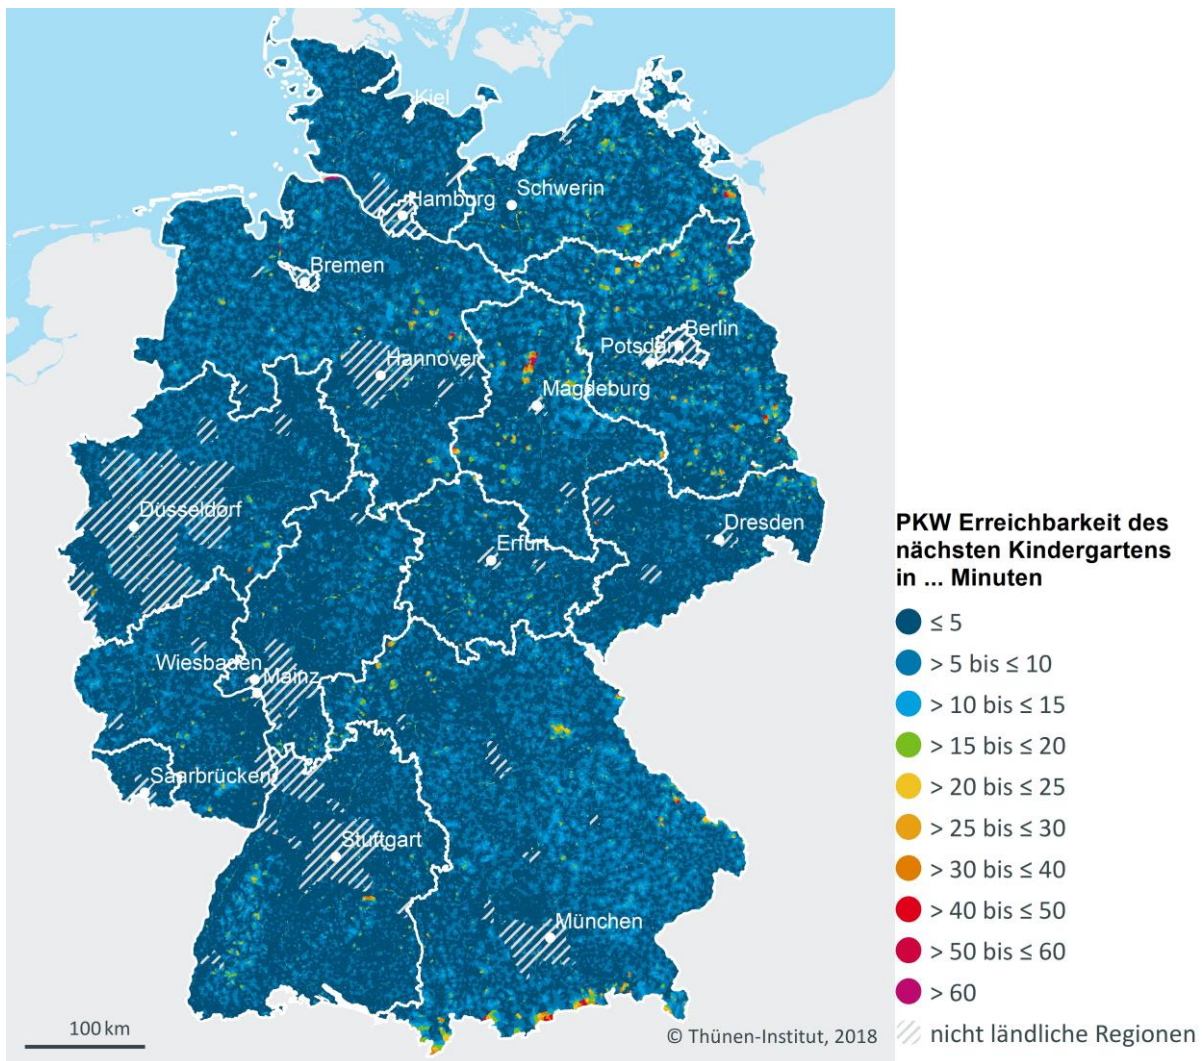 Kiel
Hamburg
Schwerin
Bremen
Berlin
Potsdam
Hannover
Magdeburg
Düsseldorf
Dresden
Erfurt
Wiesbaden
Mainz
Saarbrücken
Stuttgart
München
100 km
© Thünen-Institut, 2018
PKW Erreichbarkeit des
nächsten Kindergartens
in ... Minuten
≤ 5
> 5 bis ≤ 10
> 10 bis ≤ 15
> 15 bis ≤ 20
> 20 bis ≤ 25
> 25 bis ≤ 30
> 30 bis ≤ 40
> 40 bis ≤ 50
> 50 bis ≤ 60
> 60
nicht ländliche Regionen